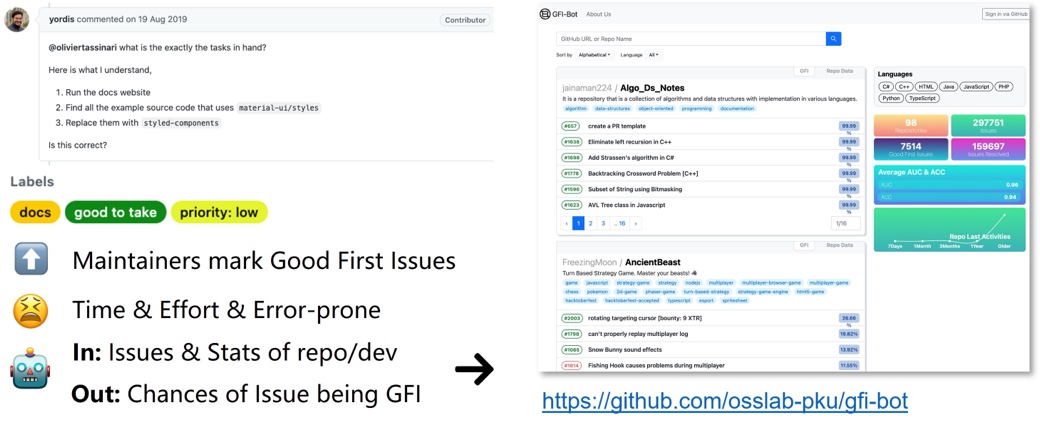 yordis commented on 19 Aug 2019
Contributor
@oliviertassinari what is the exactly the tasks in hand?
Here is what I understand,
1. Run the docs website
2. Find all the example source code that uses material-ui/styles
3. Replace them with styled-components
Is this correct?
Labels
docs good to take priority: low
Maintainers mark Good First Issues
Time & Effort & Error-prone
In: Issues & Stats of repo/dev
Out: Chances of Issue being GFI
GFI-Bot About Us
Sign in via GitHub
GitHub URL or Repo Name
Sort by Alphabetical Language All
GFI Repo Data
jainaman224 / Algo_Ds_Notes
It is a repository that is a collection of algorithms and data structures with implementation in various languages.
algorithm data-structures object-oriented programming documentation
#657 create a PR template 99.99 %
#1638 Eliminate left recursion in C++ 99.99 %
#1698 Add Strassen's algorithm in C# 99.99 %
#1778 Backtracking Crossword Problem [C++] 99.99 %
#1596 Subset of String using Bitmasking 99.99 %
#1623 AVL Tree class in Javascript 99.99 %
‹ 1 2 3 .. 16 ›
1/16
GFI Repo Data
FreezingMoon / AncientBeast
Turn Based Strategy Game. Master your beasts!
game javascript strategy-game strategy nodejs multiplayer multiplayer-browser-game multiplayer-game
chess pokemon 2d-game phaser-game turn-based-strategy strategy-game-engine html5-game
hacktoberfest hacktoberfest-accepted typescript esport spritesheet
#2003 rotating targeting cursor [bounty: 9 XTR] %
#1798 can't properly replay multiplayer log
#1065 Snow Bunny sound effects 13.92%
#1614 Fishing Hook causes problems during multiplayer 11.55%
Languages
C# C++ HTML Java JavaScript PHP
Python TypeScript
98
Repositories
297751
Issues
7514
Good First Issues
159697
Issues Resolved
Average AUC & ACC
AUC
ACC 0.94
Repo Last Activities
7Days 1Month 3Months 1Year Older
https://github.com/osslab-pku/gfi-bot